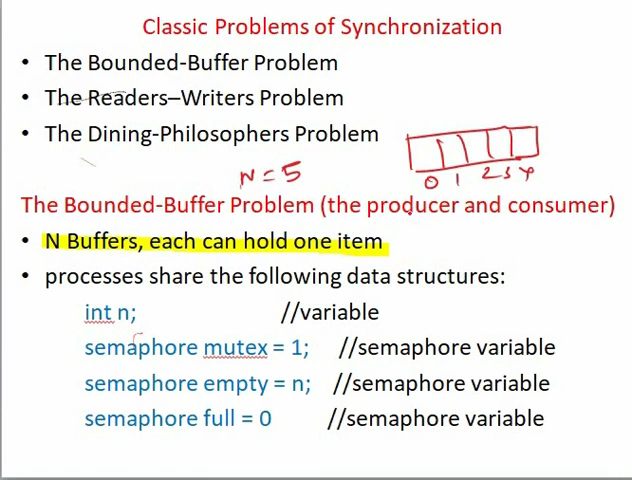 Classic Problems of Synchronization
• The Bounded-Buffer Problem
• The Readers–Writers Problem
• The Dining-Philosophers Problem
0 1 2 3 4
N = 5
The Bounded-Buffer Problem (the producer and consumer)
• N Buffers, each can hold one item
• processes share the following data structures:
int n; //variable
semaphore mutex = 1; //semaphore variable
semaphore empty = n; //semaphore variable
semaphore full = 0 //semaphore variable